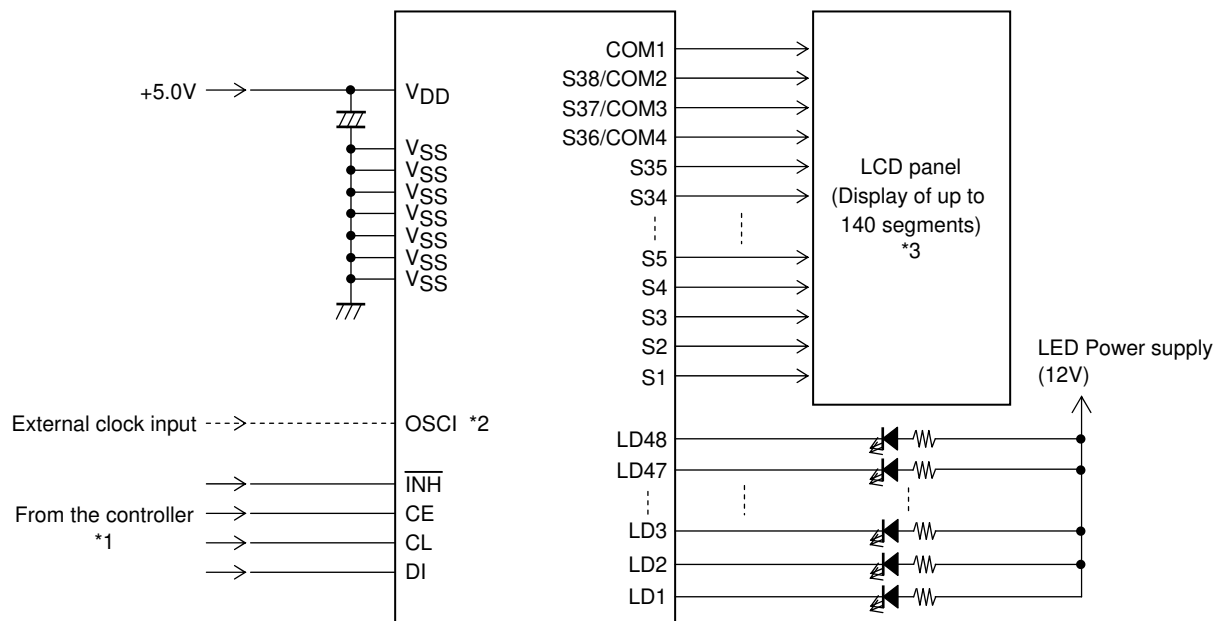 COM1
S38/COM2
+5.0V
VDD
S37/COM3
S36/COM4
VSS
VSS
VSS
VSS
VSS
VSS
VSS
S35
S34
LCD panel
(Display of up to
140 segments)
*3
S5
S4
S3
S2
S1
LED Power supply
(12V)
External clock input
OSCI *2
LD48
LD47
INH
From the controller
*1
CE
CL
DI
LD3
LD2
LD1